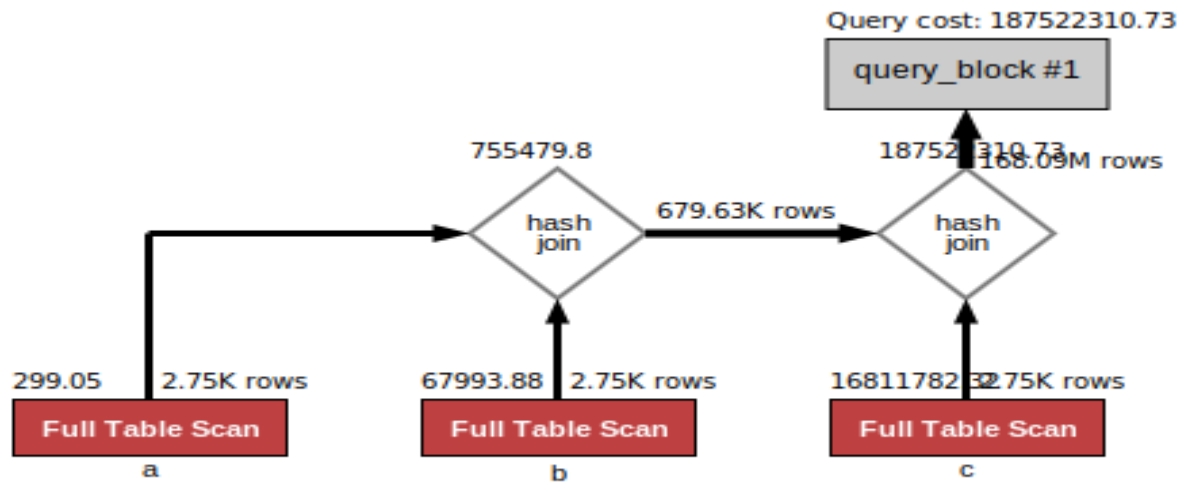 Query cost: 187522310.73
query_block #1
755479.8
187522310.73
168.09M rows
hash
join
679.63K rows
hash
join
299.05
2.75K rows
67993.88
2.75K rows
2.75K rows
Full Table Scan
Full Table Scan
Full Table Scan
a
b
c